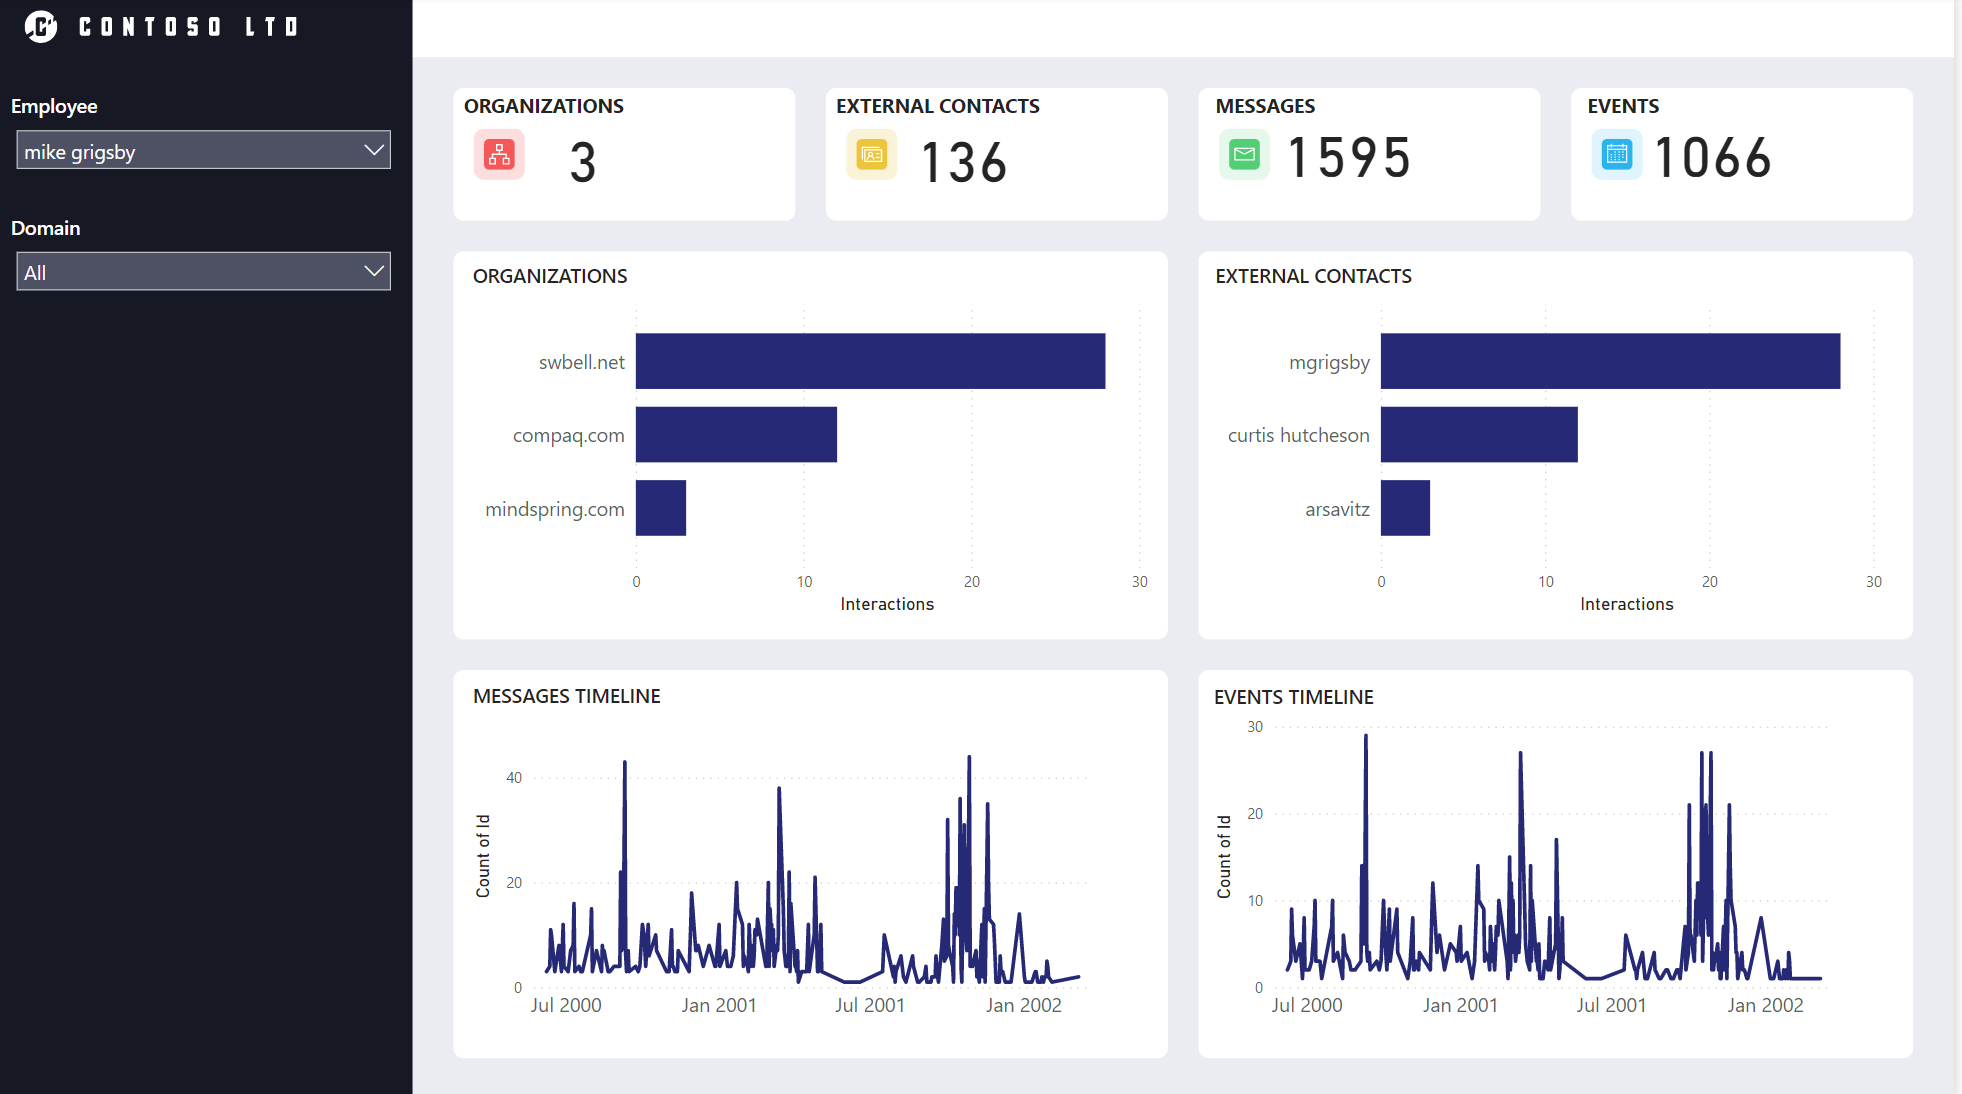 CONTOSO LTD
Employee
mike grigsby
Domain
All
ORGANIZATIONS
3
EXTERNAL CONTACTS
136
MESSAGES
1595
EVENTS
1066
ORGANIZATIONS
swbell.net
compaq.com
mindspring.com
0 10 20 30
Interactions
EXTERNAL CONTACTS
mgrigsby
curtis hutcheson
arsavitz
0 10 20 30
Interactions
MESSAGES TIMELINE
Count of Id
40
20
0
Jul 2000 Jan 2001 Jul 2001 Jan 2002
EVENTS TIMELINE
Count of Id
30
20
10
0
Jul 2000 Jan 2001 Jul 2001 Jan 2002